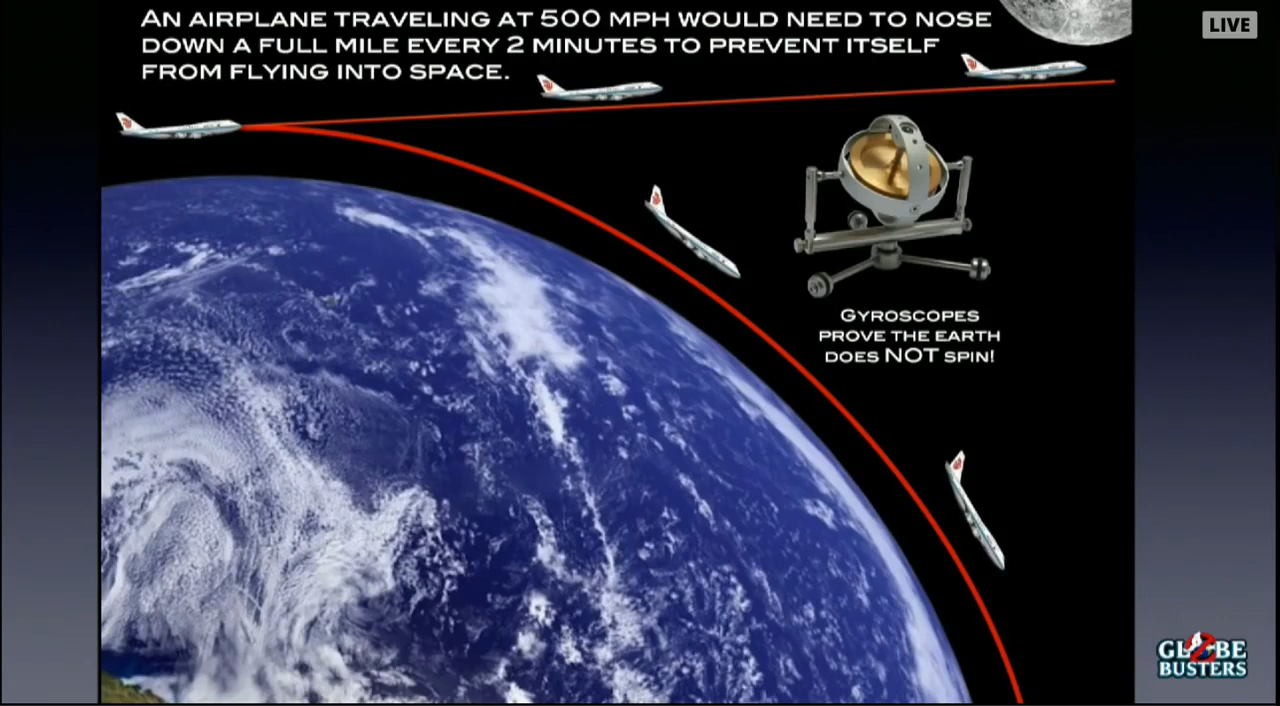 AN AIRPLANE TRAVELING AT 500 MPH WOULD NEED TO NOSE
DOWN A FULL MILE EVERY 2 MINUTES TO PREVENT ITSELF
FROM FLYING INTO SPACE.
LIVE
GYROSCOPES
PROVE THE EARTH
DOES NOT SPIN!
GLOBE
BUSTERS